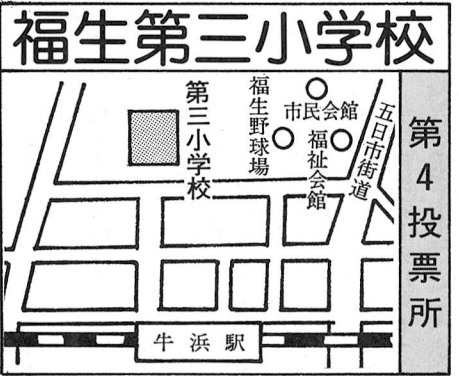 福生第三小学校
第4投票所
第三小学校
福生野球場
市民会館
福祉会館
五日市街道
牛浜駅